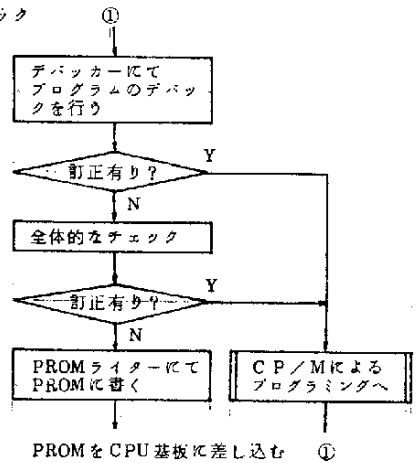 ック
①
デバッカーにて
プログラムのデバッ
クを行う
訂正有り？
Y
N
全体的なチェック
訂正有り？
Y
N
PROMライターにて
PROMに書く
CP／Mによる
プログラミングへ
PROMをCPU基板に差し込む ①